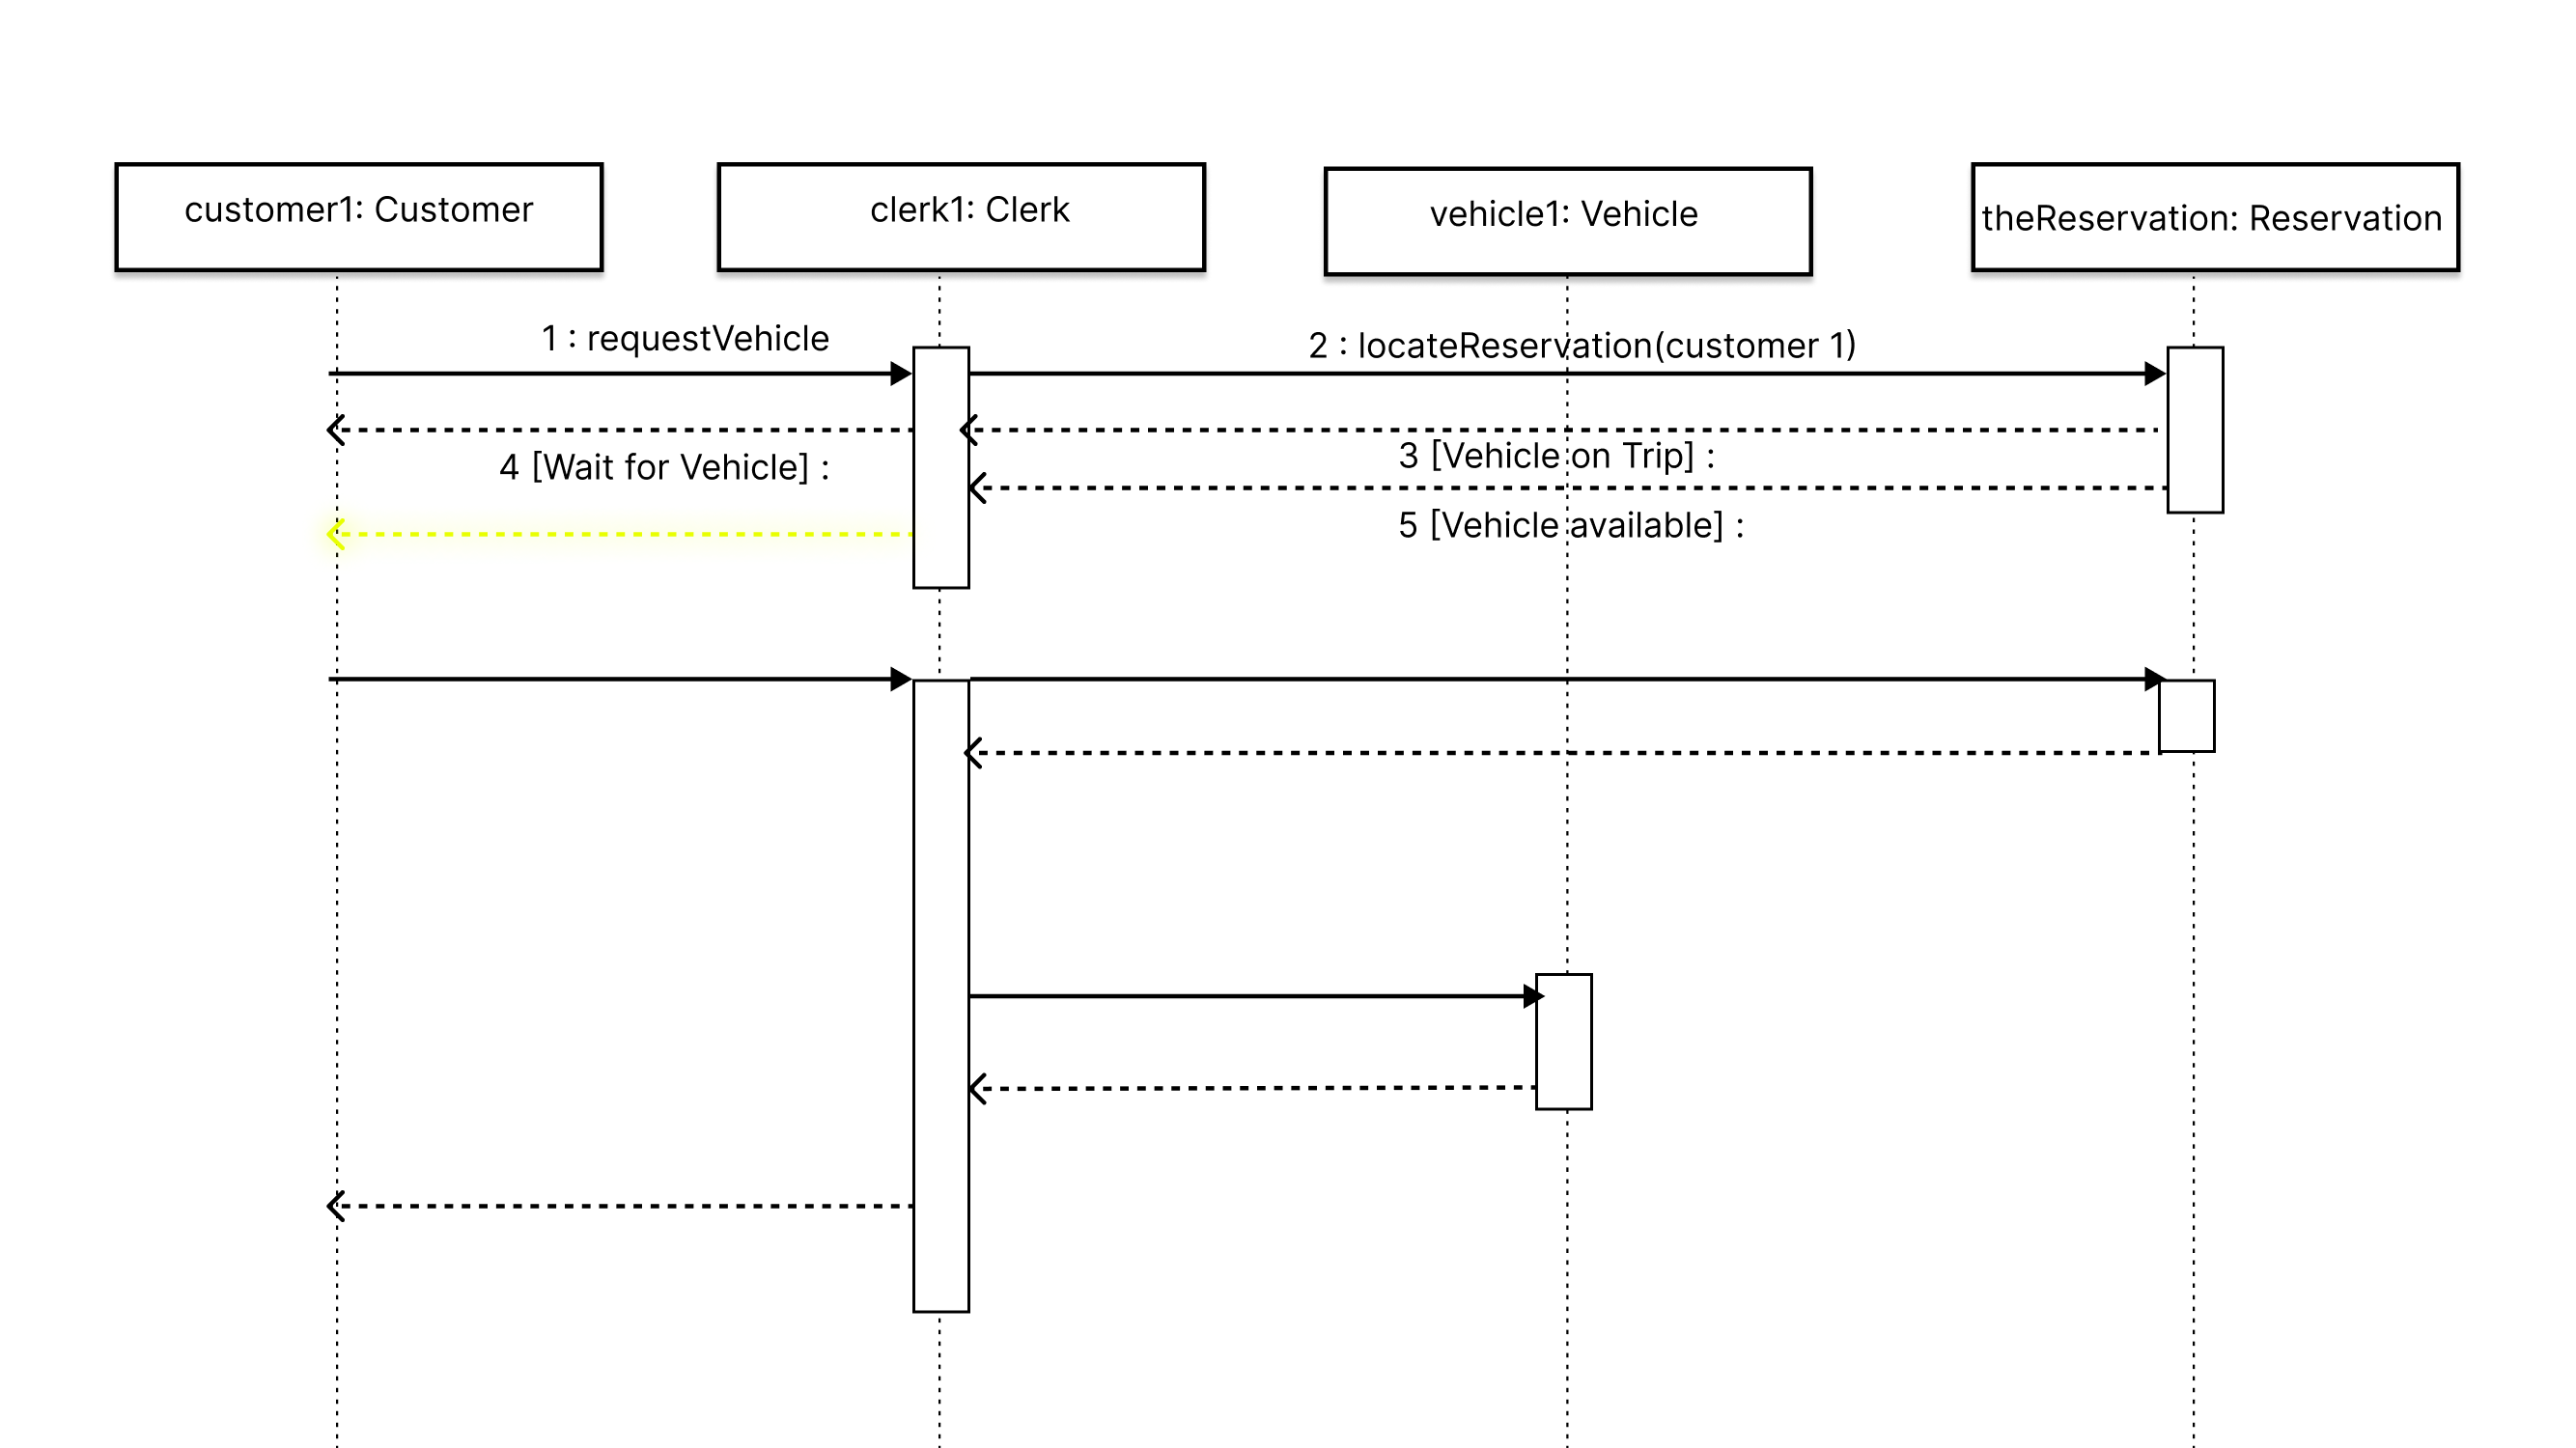 customer1: Customer
clerk1: Clerk
vehicle1: Vehicle
theReservation: Reservation
1 : requestVehicle
2 : locateReservation(customer 1)
3 [Vehicle on Trip] :
4 [Wait for Vehicle] :
5 [Vehicle available] :